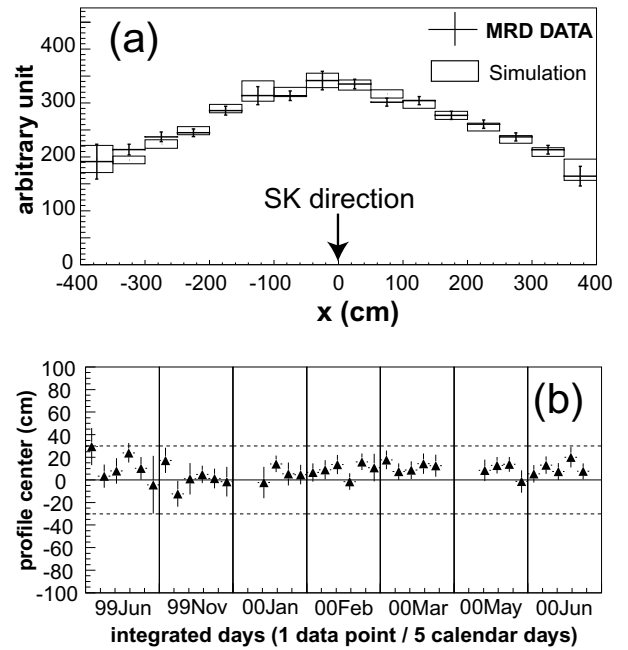 (a)
MRD DATA
Simulation
arbitrary unit
400
300
200
100
0
SK direction
-400 -300 -200 -100 0 100 200 300 400
x (cm)
(b)
profile center (cm)
100
80
60
40
20
0
-20
-40
-60
-80
-100
99Jun 99Nov 00Jan 00Feb 00Mar 00May 00Jun
integrated days (1 data point / 5 calendar days)